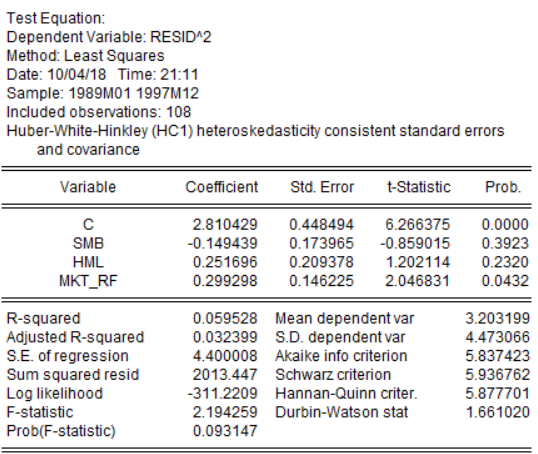 Test Equation:
Dependent Variable: RESID^2
Method: Least Squares
Date: 10/04/18 Time: 21:11
Sample: 1989M01 1997M12
Included observations: 108
Huber-White-Hinkley (HC1) heteroskedasticity consistent standard errors
and covariance
Variable Coefficient Std. Error t-Statistic Prob.
C 2.810429 0.448494 6.266375 0.0000
SMB -0.149439 0.173965 -0.859015 0.3923
HML 0.251696 0.209378 1.202114 0.2320
MKT_RF 0.299298 0.146225 2.046831 0.0432
R-squared 0.059528 Mean dependent var 3.203199
Adjusted R-squared 0.032399 S.D. dependent var 4.473066
S.E. of regression 4.400008 Akaike info criterion 5.837423
Sum squared resid 2013.447 Schwarz criterion 5.936762
Log likelihood -311.2209 Hannan-Quinn criter. 5.877701
F-statistic 2.194259 Durbin-Watson stat 1.661020
Prob(F-statistic) 0.093147